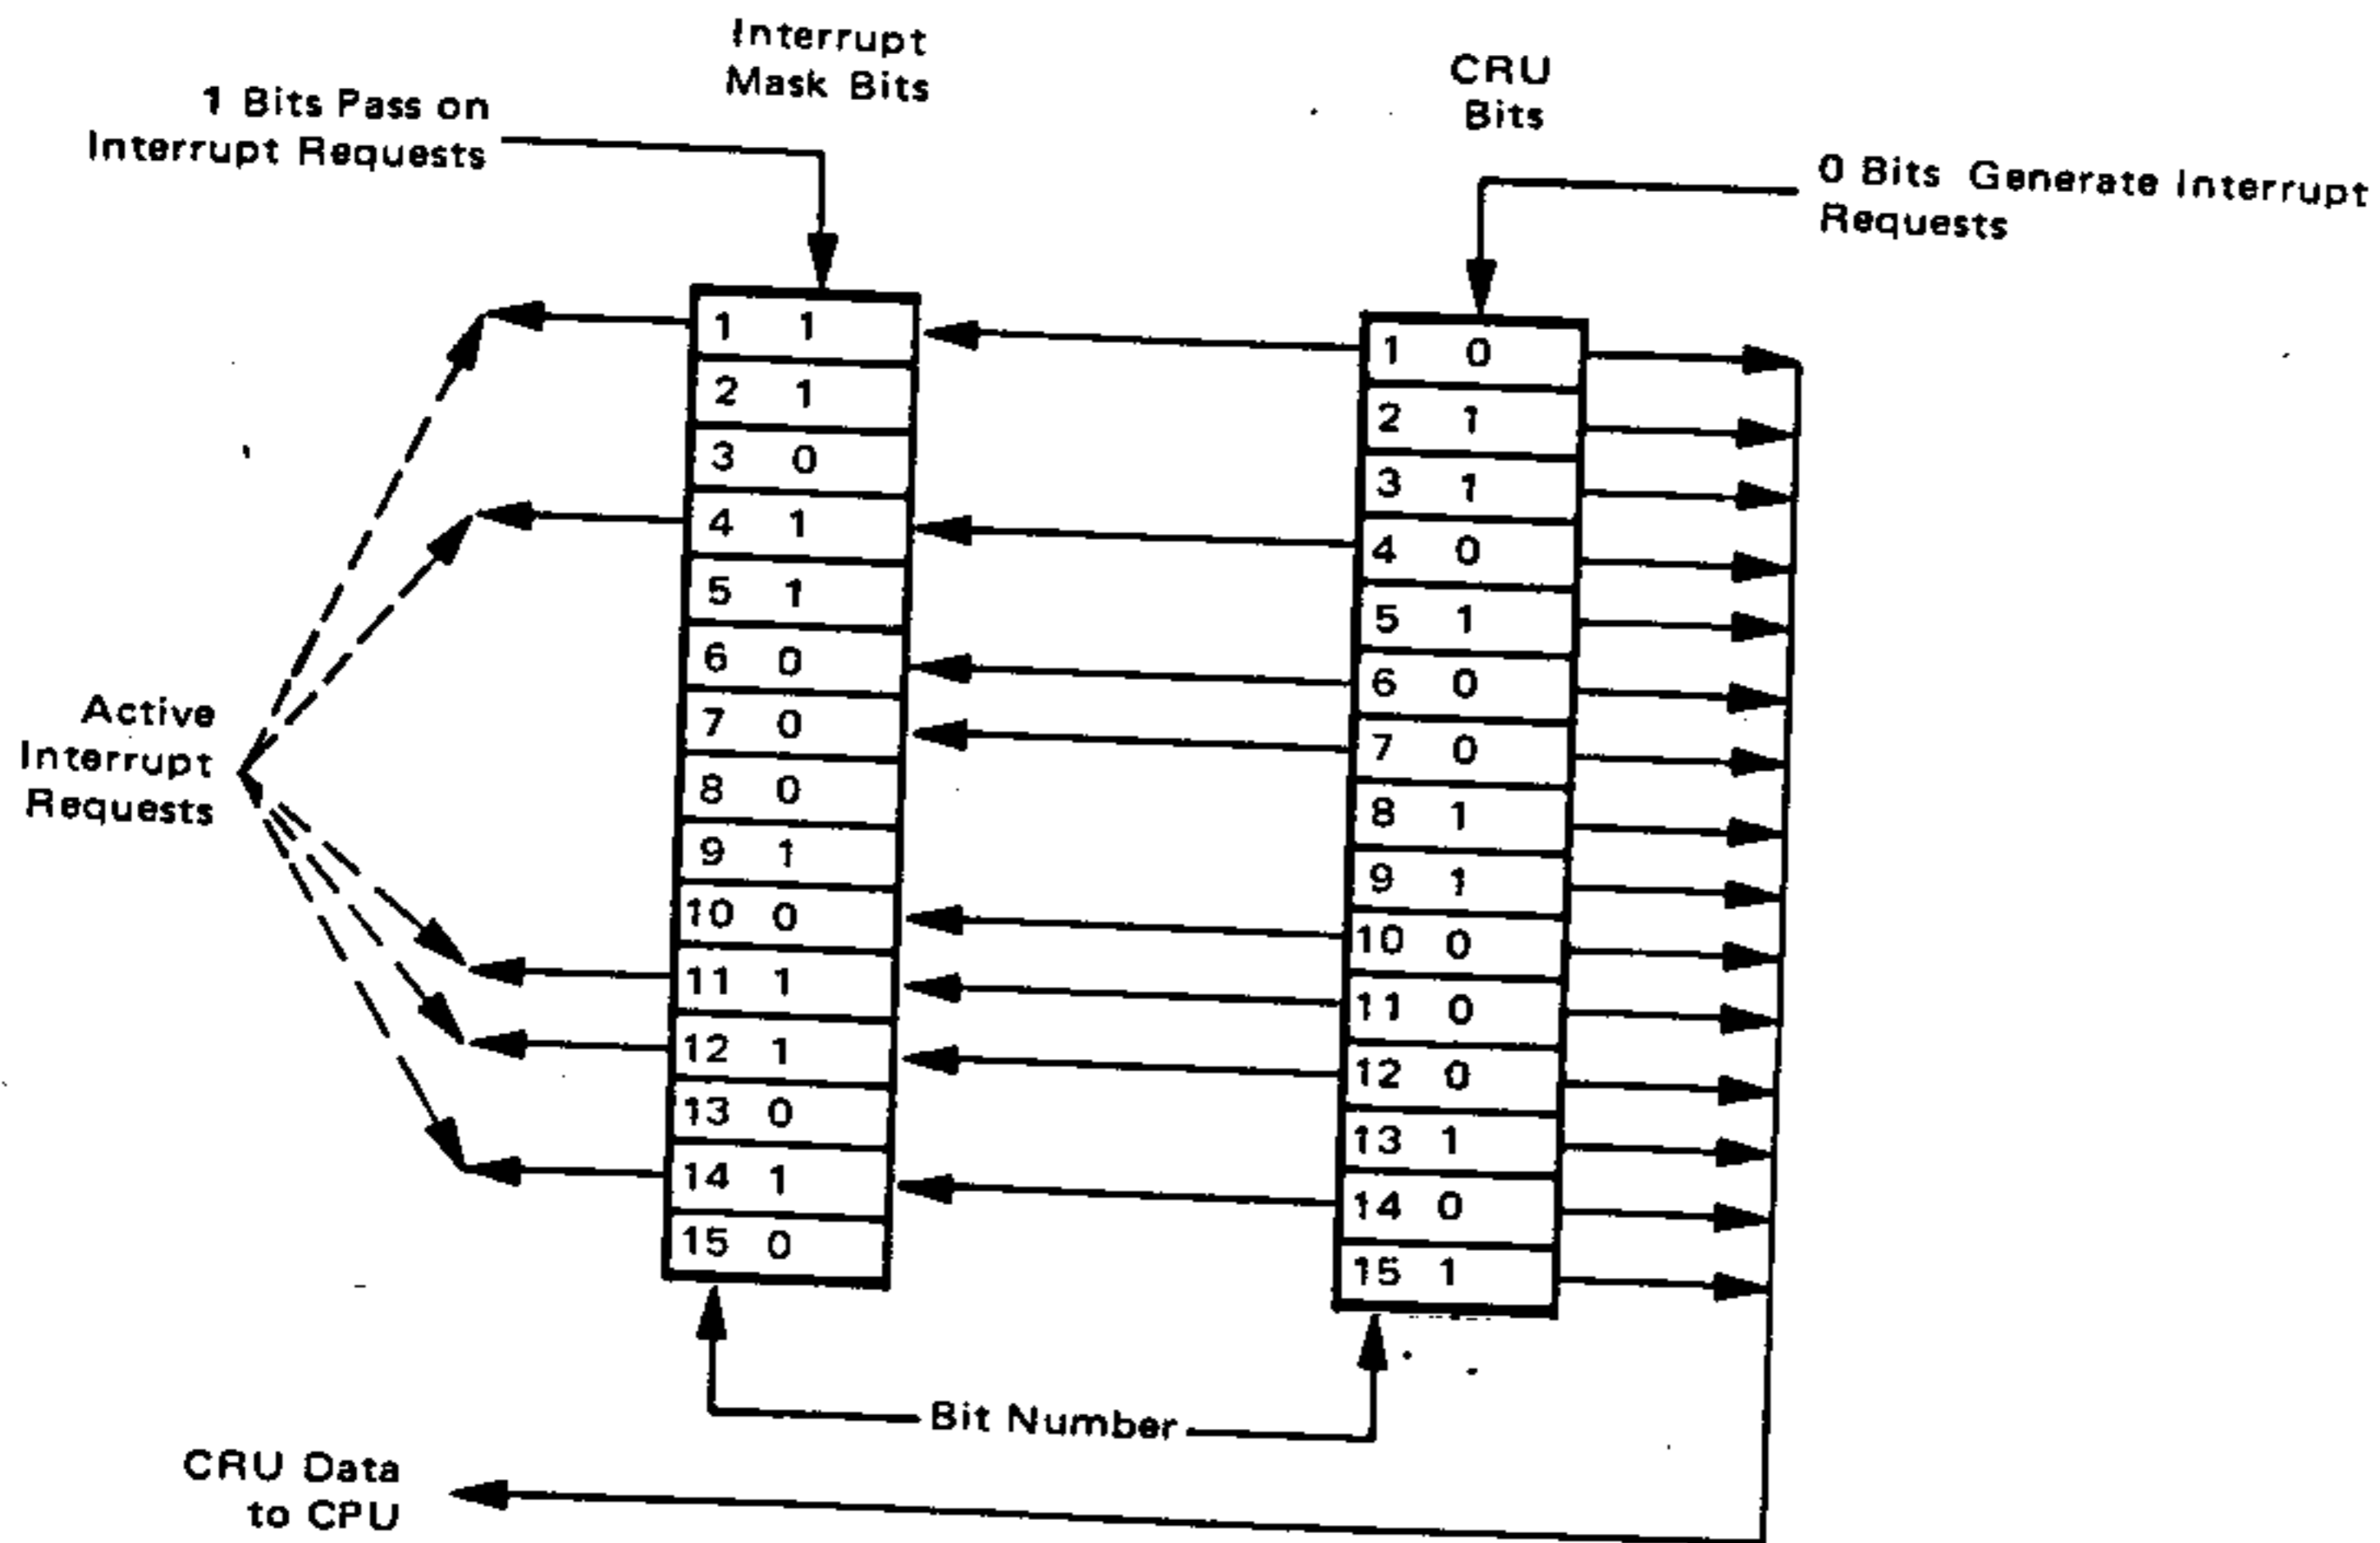 Interrupt
Mask Bits
CRU
Bits
1 Bits Pass on
Interrupt Requests
0 Bits Generate Interrupt
Requests
1 1
2 1
3 0
4 1
5 1
6 0
7 0
8 0
9 1
10 0
11 1
12 1
13 0
14 1
15 0
1 0
2 1
3 1
4 0
5 1
6 0
7 0
8 1
9 1
10 0
11 0
12 0
13 1
14 0
15 1
Active
Interrupt
Requests
Bit Number
CRU Data
to CPU